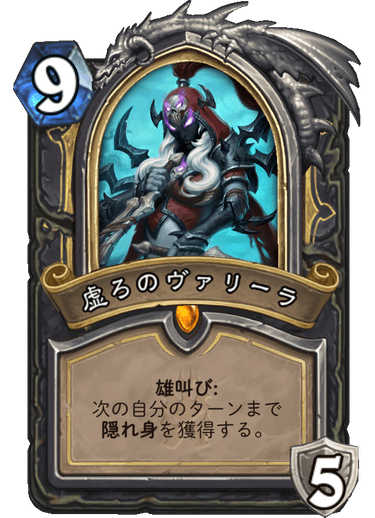 9
虚ろのヴァリーラ
雄叫び:
次の自分のターンまで
隠れ身を獲得する。
5